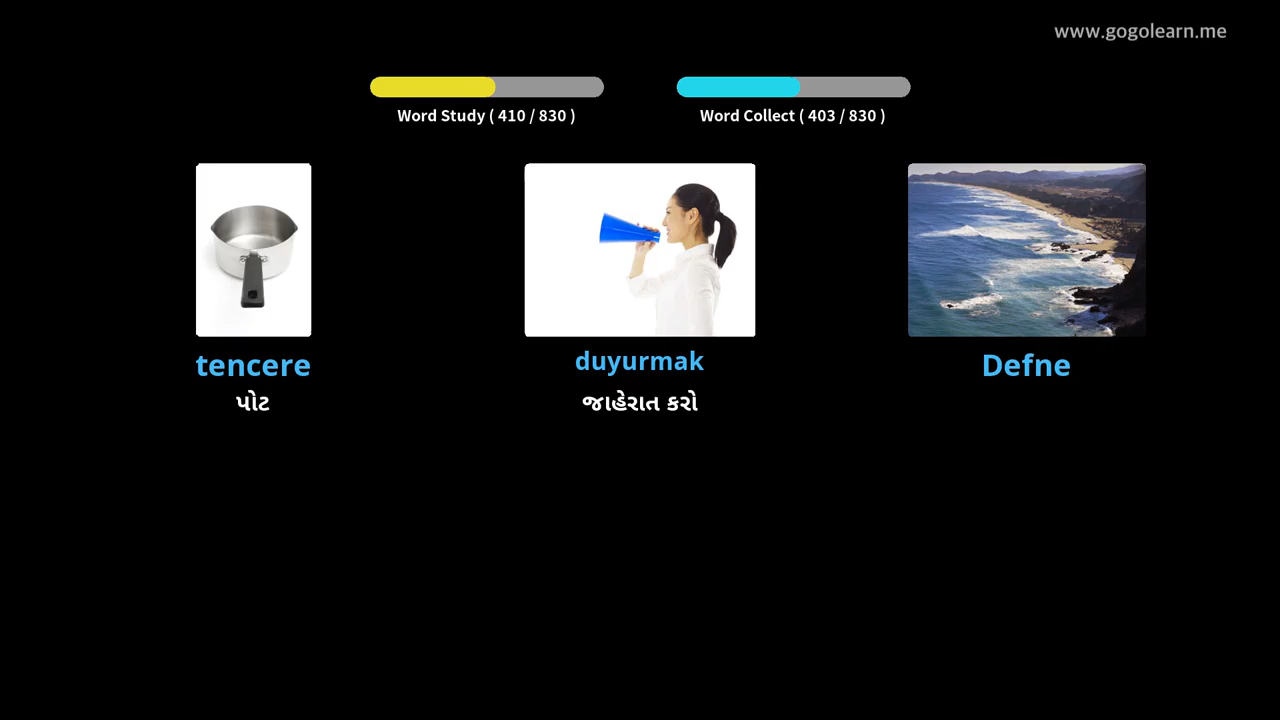 www.gogolearn.me
Word Study ( 410 / 830 )
Word Collect ( 403 / 830 )
tencere
duyurmak
Defne
પોટ
જાહેરાત કરો